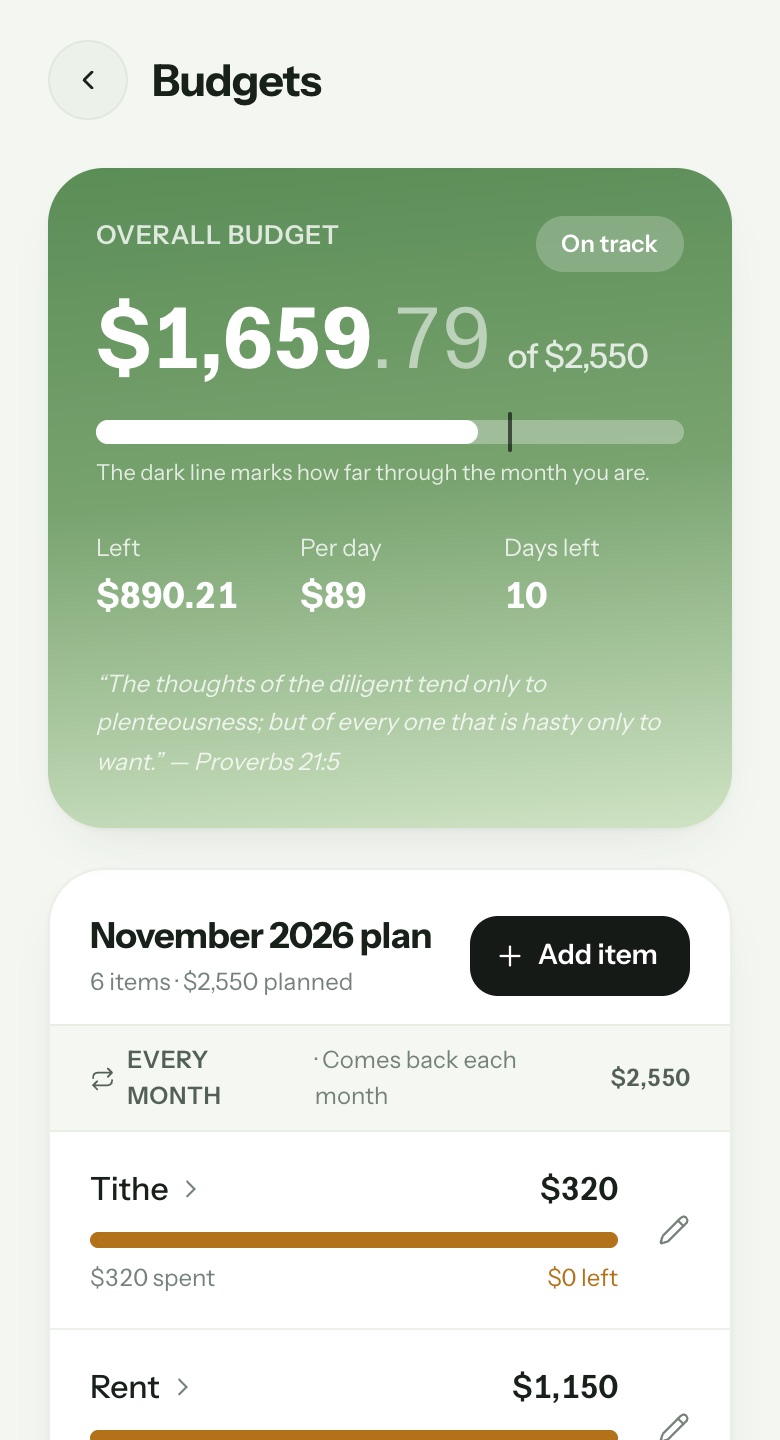 Budgets
OVERALL BUDGET
On track
$1,659.79 of $2,550
The dark line marks how far through the month you are.
Left
Per day
Days left
$890.21
$89
10
“The thoughts of the diligent tend only to
plenteousness; but of every one that is hasty only to
want.” — Proverbs 21:5
November 2026 plan
6 items · $2,550 planned
+ Add item
EVERY
MONTH
· Comes back each
month
$2,550
Tithe
$320
$320 spent
$0 left
Rent
$1,150